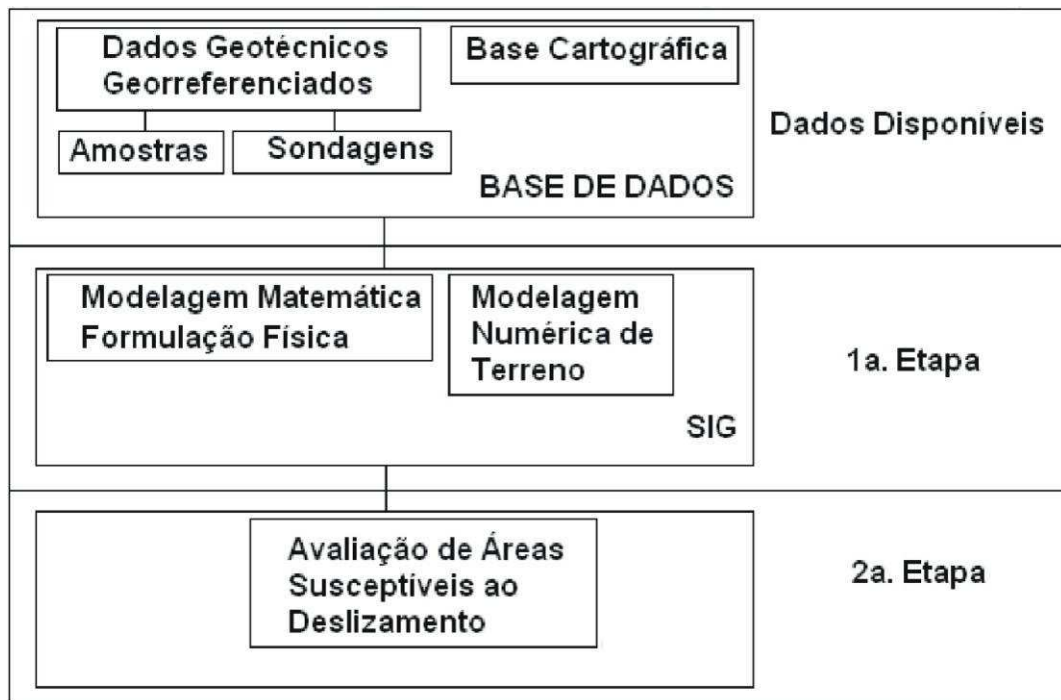 Dados Geotécnicos
Georreferenciados
Base Cartográfica
Amostras
Sondagens
BASE DE DADOS
Dados Disponíveis
Modelagem Matemática
Formulação Física
Modelagem
Numérica de
Terreno
SIG
1a. Etapa
Avaliação de Áreas
Susceptíveis ao
Deslizamento
2a. Etapa